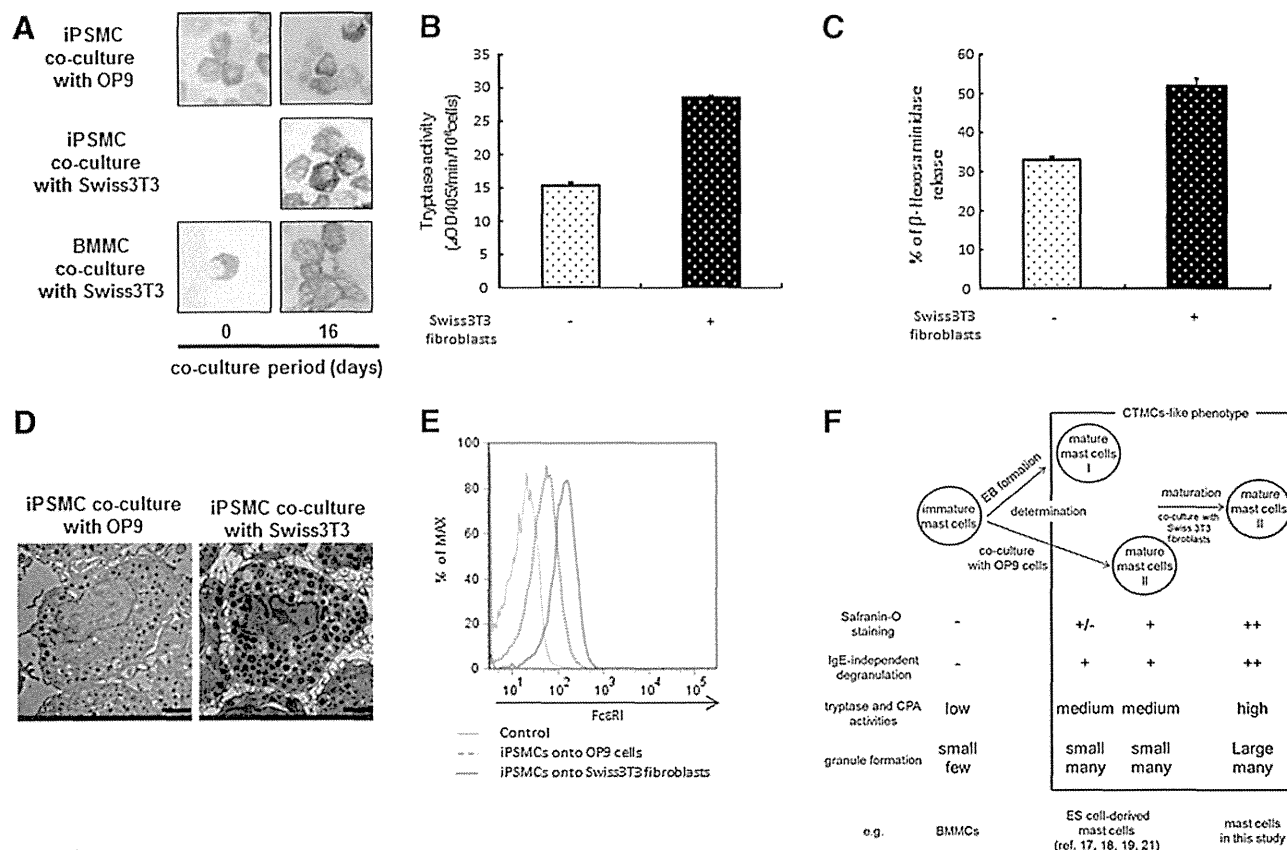 A
iPSMC
co-culture
with OP9
iPSMC
co-culture
with Swiss3T3
BMMC
co-culture
with Swiss3T3
0 16
co-culture period (days)
B
Tryptase activity
(⊿OD405/min/10⁶cells)
35
30
25
20
15
10
5
0
Swiss3T3
fibroblasts
- +
C
% of β-Hexosaminidase
release
60
50
40
30
20
10
0
Swiss3T3
fibroblasts
- +
D
iPSMC co-culture
with OP9
iPSMC co-culture
with Swiss3T3
E
% of MAX
100
80
60
40
20
0
10¹ 10² 10³ 10⁴ 10⁵
FcεRI
Control
iPSMCs onto OP9 cells
iPSMCs onto Swiss3T3 fibroblasts
F
CTMCs-like phenotype
immature
mast cells
EB formation
determination
co-culture
with OP9 cells
mature
mast cells
I
mature
mast cells
II
maturation
co-culture with
Swiss 3T3
fibroblasts
mature
mast cells
II
Safranin-O
staining
- +/- + ++
IgE-independent
degranulation
- + + ++
tryptase and CPA
activities
low medium medium high
granule formation
small small small Large
few many many many
e.g. BMMCs
ES cell-derived
mast cells
(ref. 17, 18, 19, 21)
mast cells
in this study